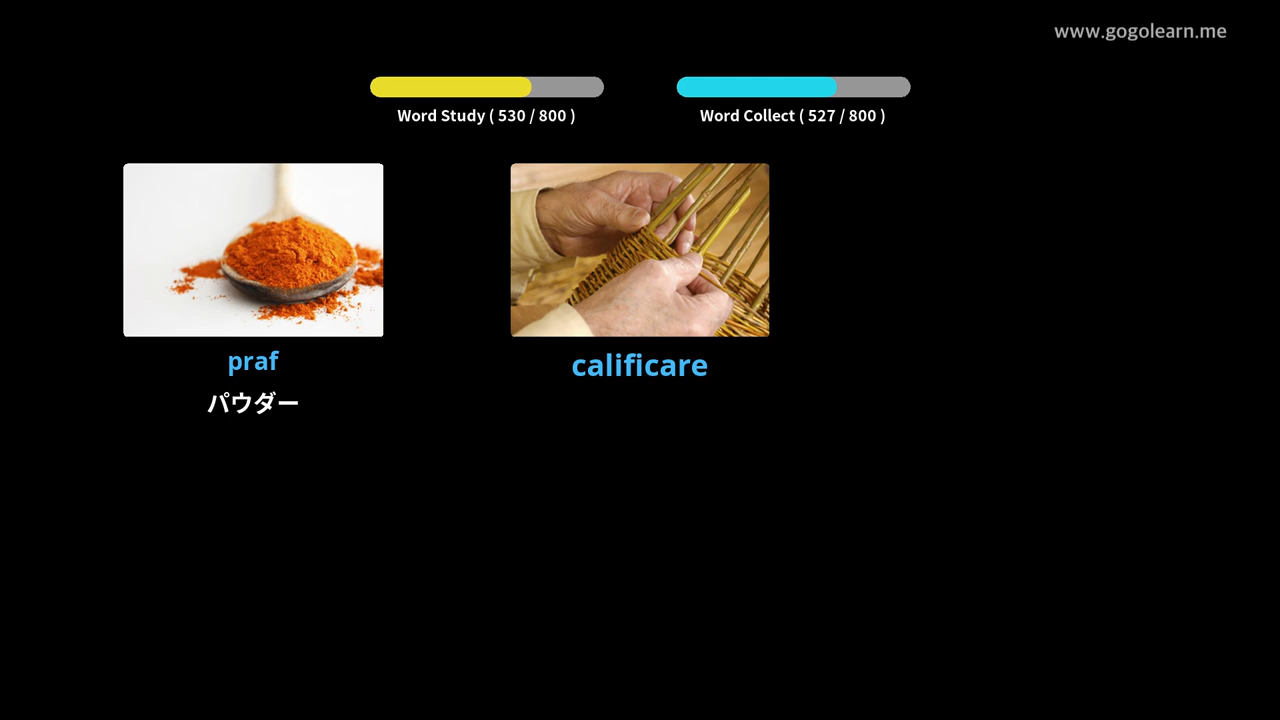 www.gogolearn.me
Word Study ( 530 / 800 )
Word Collect ( 527 / 800 )
praf
パウダー
calificare